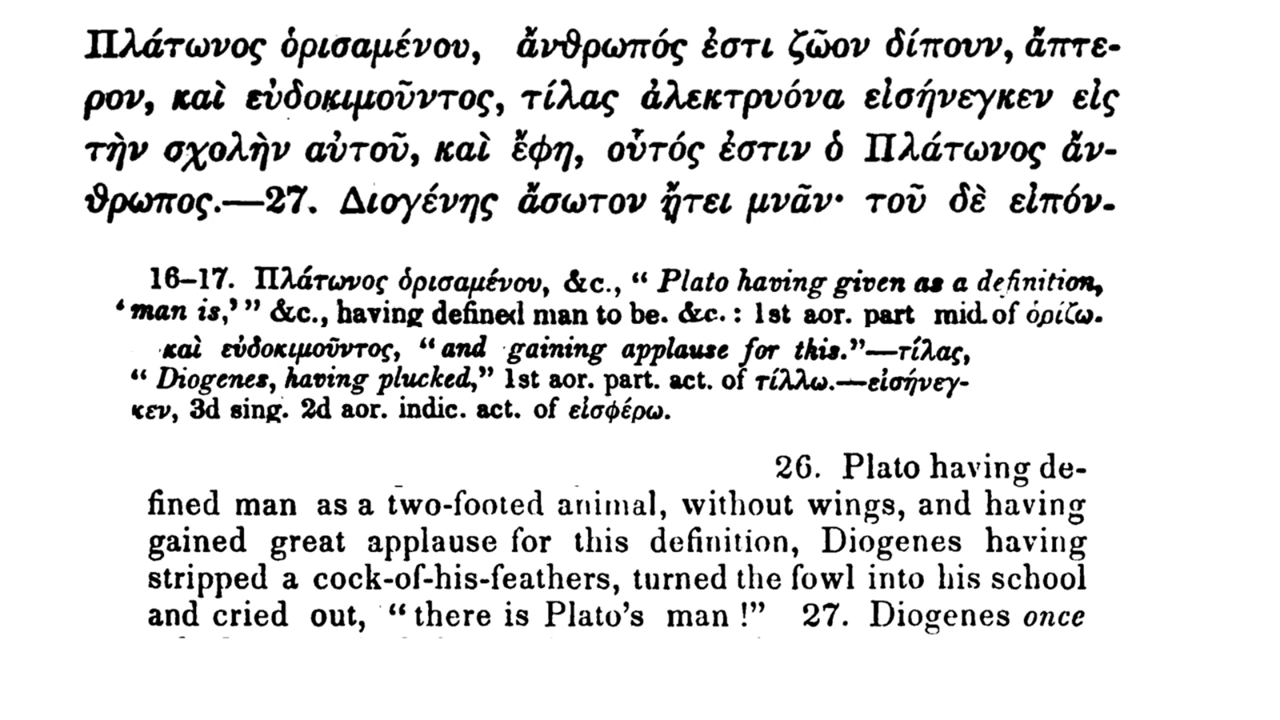 Πλάτωνος ὁρισαμένου, ἄνθρωπός ἐστι ζῶον δίπουν, ἄπτε-
ρον, καὶ εὐδοκιμοῦντος, τίλας ἀλεκτρυόνα εἰσήνεγκεν εἰς
τὴν σχολὴν αὐτοῦ, καὶ ἔφη, οὗτός ἐστιν ὁ Πλάτωνος ἄν-
θρωπος.—27. Διογένης ἄσωτον ᾔτει μνᾶν· τοῦ δὲ εἰπόν-
16–17. Πλάτωνος ὁρισαμένου, &c., “ Plato having given as a definition,
‘ man is,’ ” &c., having defined man to be. &c. : 1st aor. part mid. of ὁρίζω.
καὶ εὐδοκιμοῦντος, “ and gaining applause for this.”—τίλας,
“ Diogenes, having plucked,” 1st aor. part. act. of τίλλω.—εἰσήνεγ-
κεν, 3d sing. 2d aor. indic. act. of εἰσφέρω.
26. Plato having de-
fined man as a two-footed animal, without wings, and having
gained great applause for this definition, Diogenes having
stripped a cock-of-his-feathers, turned the fowl into his school
and cried out, “ there is Plato’s man !” 27. Diogenes once